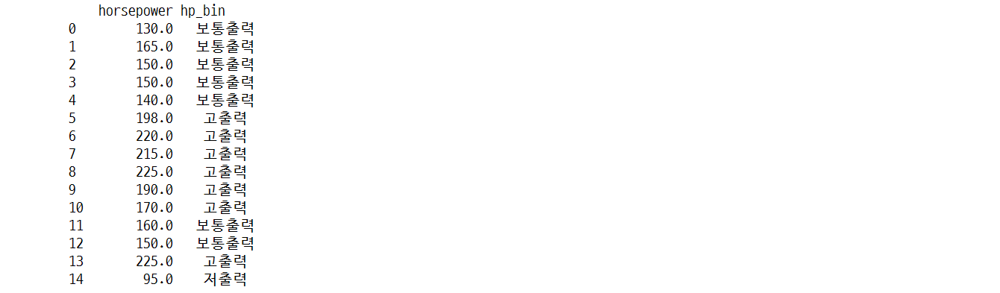 horsepower hp_bin
0 130.0 보통출력
1 165.0 보통출력
2 150.0 보통출력
3 150.0 보통출력
4 140.0 보통출력
5 198.0 고출력
6 220.0 고출력
7 215.0 고출력
8 225.0 고출력
9 190.0 고출력
10 170.0 고출력
11 160.0 보통출력
12 150.0 보통출력
13 225.0 고출력
14 95.0 저출력